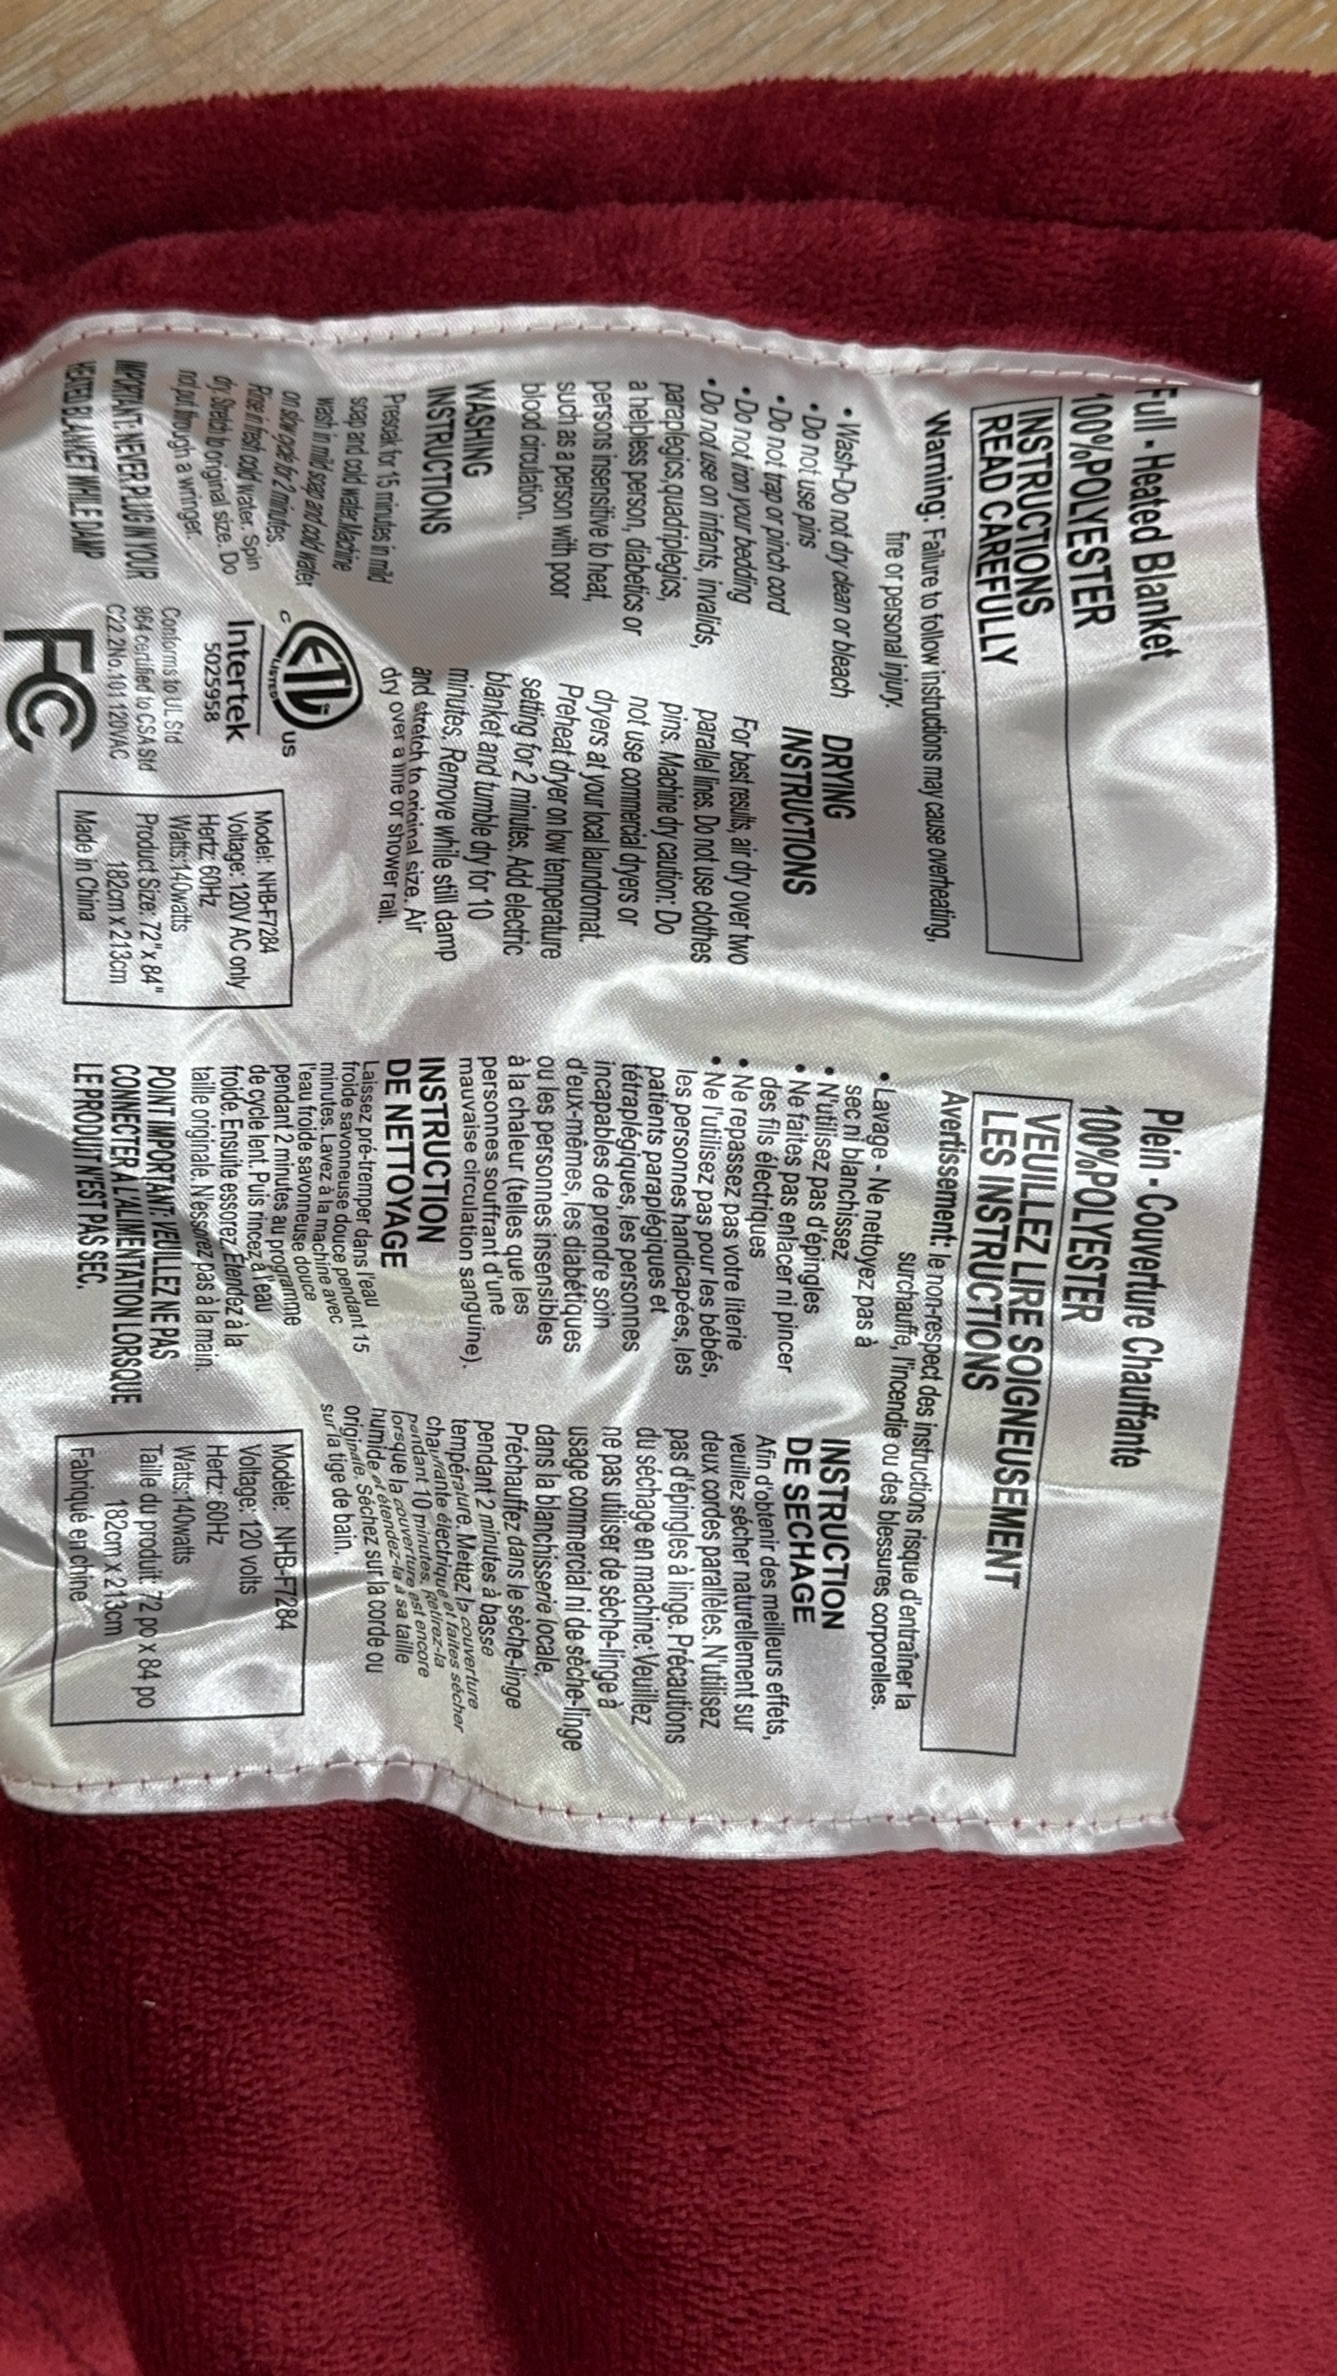 Full - Heated Blanket
100%POLYESTER
INSTRUCTIONS
READ CAREFULLY
Warning: Failure to follow instructions may cause overheating,
fire or personal injury.
• Wash-Do not dry clean or bleach
• Do not use pins
• Do not trap or pinch cord
• Do not iron your bedding
• Do not use on infants, invalids,
paraplegics,quadriplegics,
a helpless person, diabetics or
persons insensitive to heat,
such as a person with poor
blood circulation.
WASHING
INSTRUCTIONS
Presoak for 15 minutes in mild
soap and cold water.Machine
wash in mild soap and cold water
on slow cycle for 2 minutes.
Rinse in fresh cold water. Spin
dry. Stretch to original size. Do
not put through a wringer.
IMPORTANT: NEVER PLUG IN YOUR
HEATED BLANKET WHILE DAMP
DRYING
INSTRUCTIONS
For best results, air dry over two
parallel lines. Do not use clothes
pins. Machine dry caution: Do
not use commercial dryers or
dryers at your local laundromat.
Preheat dryer on low temperature
setting for 2 minutes. Add electric
blanket and tumble dry for 10
minutes. Remove while still damp
and stretch to original size. Air
dry over a line or shower rail.
ETL
LISTED
C US
Intertek
5025958
Conforms to UL Std
964 certified to CSA Std
C22.2No.101 120VAC
FC
Model: NHB-F7284
Voltage: 120V AC only
Hertz: 60Hz
Watts:140watts
Product Size: 72"x 84"
182cm x 213cm
Made in China
Plein - Couverture Chauffante
100%POLYESTER
VEUILLEZ LIRE SOIGNEUSEMENT
LES INSTRUCTIONS
Avertissement: le non-respect des instructions risque d'entraîner la
surchauffe, l'incendie ou des blessures corporelles.
• Lavage - Ne nettoyez pas à
sec ni blanchissez
• N'utilisez pas d'épingles
• Ne faites pas enlacer ni pincer
des fils électriques
• Ne repassez pas votre literie
• Ne l'utilisez pas pour les bébés,
les personnes handicapées, les
patients paraplégiques et
tétraplégiques, les personnes
incapables de prendre soin
d'eux-mêmes, les diabétiques
ou les personnes insensibles
à la chaleur (telles que les
personnes souffrant d'une
mauvaise circulation sanguine).
INSTRUCTION
DE NETTOYAGE
Laissez pré-tremper dans l'eau
froide savonneuse douce pendant 15
minutes. Lavez à la machine avec
l'eau froide savonneuse douce
pendant 2 minutes au programme
de cycle lent. Puis rincez à l'eau
froide. Ensuite essorez. Étendez à la
taille originale. N'essorez pas à la main.
POINT IMPORTANT: VEUILLEZ NE PAS
CONNECTER A L'ALIMENTATION LORSQUE
LE PRODUIT N'EST PAS SEC.
INSTRUCTION
DE SECHAGE
Afin d'obtenir des meilleurs effets,
veuillez sécher naturellement sur
deux cordes parallèles. N'utilisez
pas d'épingles à linge. Précautions
du séchage en machine: Veuillez
ne pas utiliser de sèche-linge à
usage commercial ni de sèche-linge
dans la blanchisserie locale.
Préchauffez dans le sèche-linge
pendant 2 minutes à basse
température. Mettez la couverture
chauffante électrique et faites sécher
pendant 10 minutes. Retirez-la
lorsque la couverture est encore
humide et étendez-la à sa taille
originale. Séchez sur la corde ou
sur la tige de bain.
Modèle: NHB-F7284
Voltage: 120 volts
Hertz: 60Hz
Watts:140watts
Taille du produit: 72 po x 84 po
182cm x 213cm
Fabriqué en chine